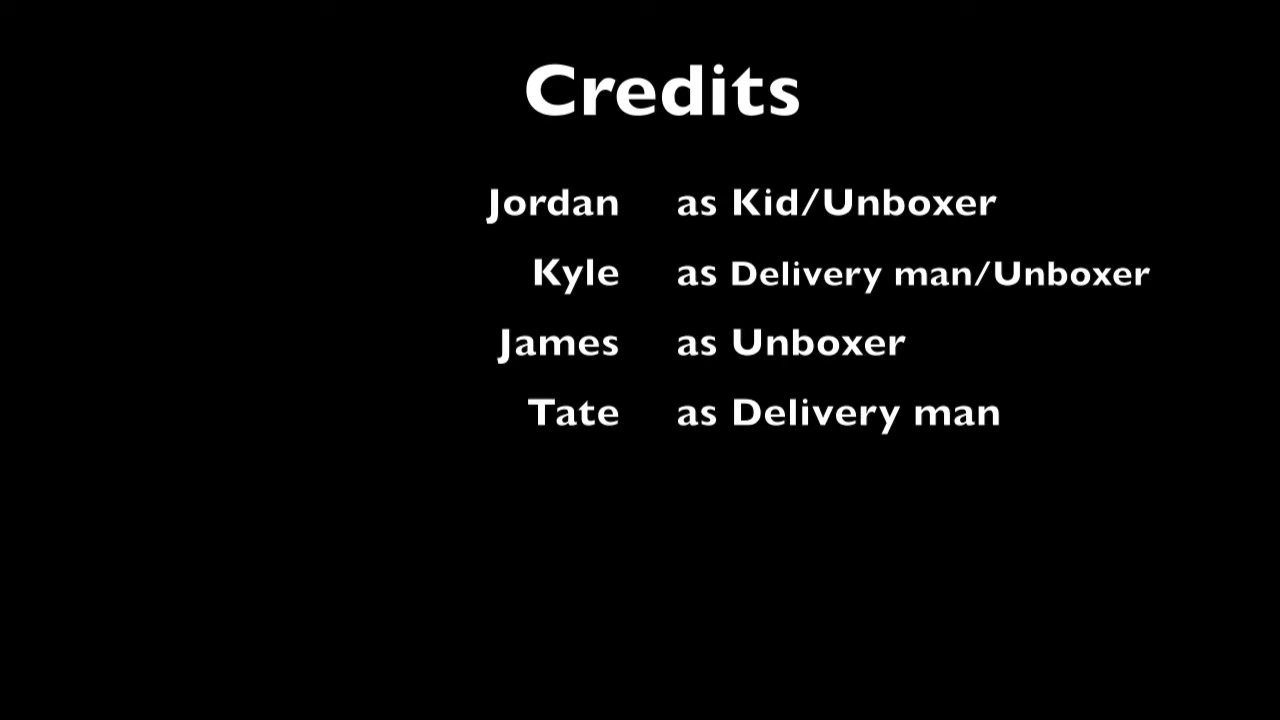 Credits
Jordan as Kid/Unboxer
Kyle as Delivery man/Unboxer
James as Unboxer
Tate as Delivery man